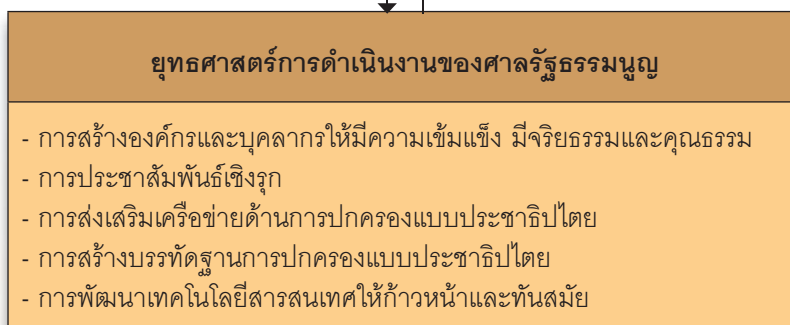 ยุทธศาสตร์การดำเนินงานของศาลรัฐธรรมนูญ
- การสร้างองค์กรและบุคลากรให้มีความเข้มแข็ง มีจริยธรรมและคุณธรรม
- การประชาสัมพันธ์เชิงรุก
- การส่งเสริมเครือข่ายด้านการปกครองแบบประชาธิปไตย
- การสร้างบรรทัดฐานการปกครองแบบประชาธิปไตย
- การพัฒนาเทคโนโลยีสารสนเทศให้ก้าวหน้าและทันสมัย